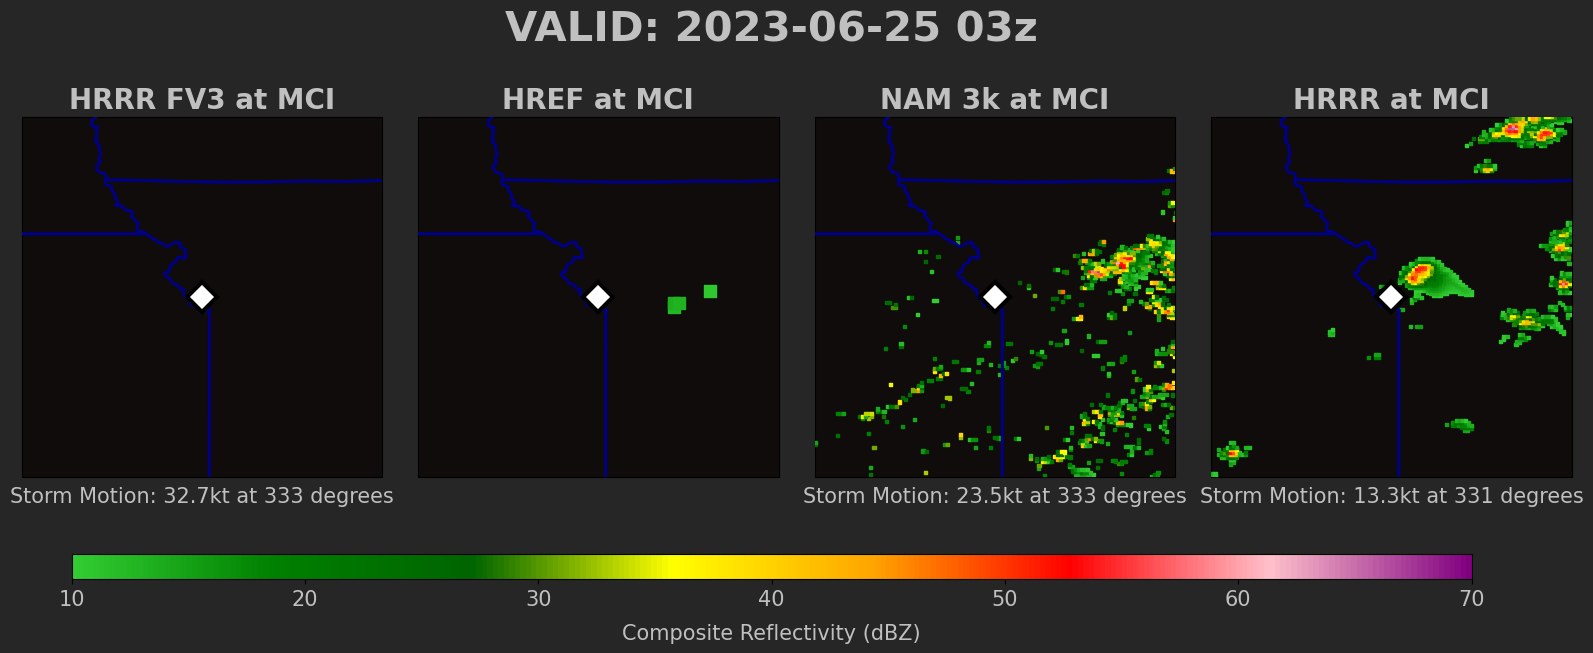 VALID: 2023-06-25 03z
HRRR FV3 at MCI
HREF at MCI
NAM 3k at MCI
HRRR at MCI
Storm Motion: 32.7kt at 333 degrees
Storm Motion: 23.5kt at 333 degrees
Storm Motion: 13.3kt at 331 degrees
10 20 30 40 50 60 70
Composite Reflectivity (dBZ)